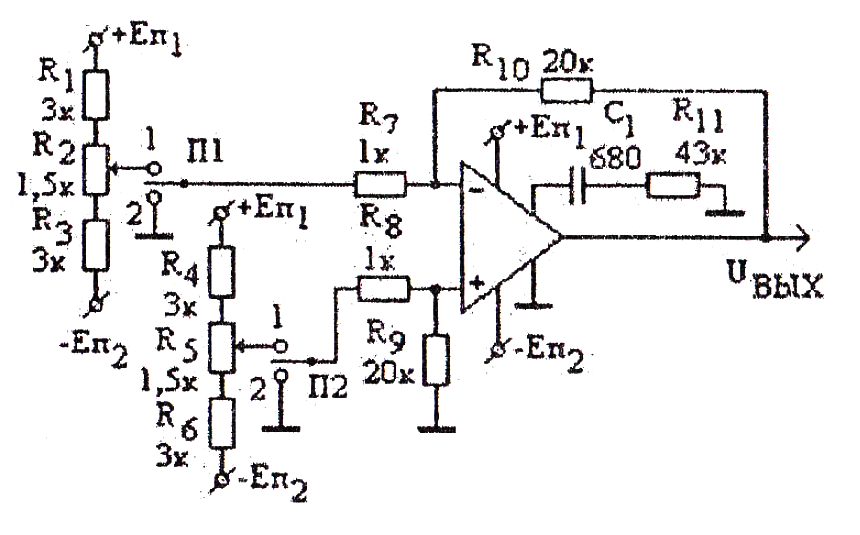 +Eп1
R1
3к
R2
1,5к
R3
3к
-Eп2
1
2
П1
+Eп1
R4
3к
R5
1,5к
R6
3к
-Eп2
1
2
П2
R7
1к
R8
1к
R9
20к
R10 20к
+Eп1
C1
680
R11
43к
-
+
-Eп2
UВЫХ